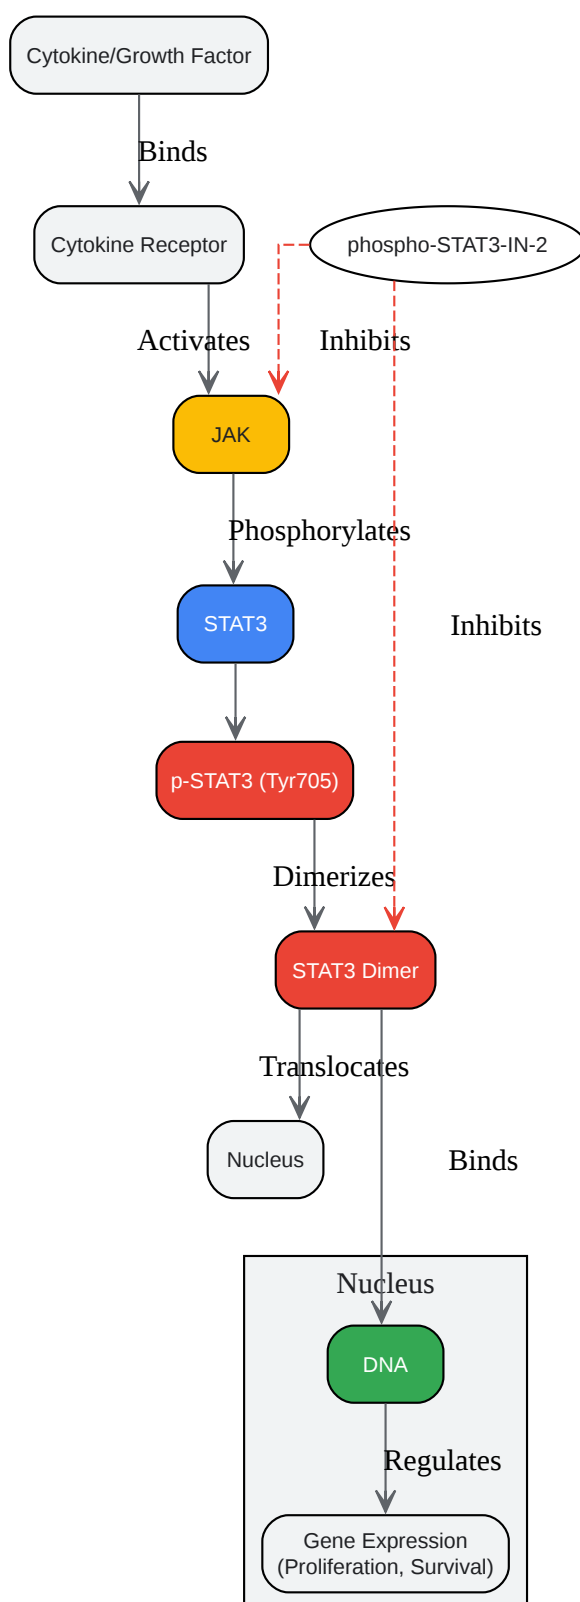 Cytokine/Growth Factor
Binds
Cytokine Receptor
phospho-STAT3-IN-2
Activates
Inhibits
JAK
Phosphorylates
STAT3
Inhibits
p-STAT3 (Tyr705)
Dimerizes
STAT3 Dimer
Translocates
Nucleus
Binds
Nucleus
DNA
Regulates
Gene Expression
(Proliferation, Survival)